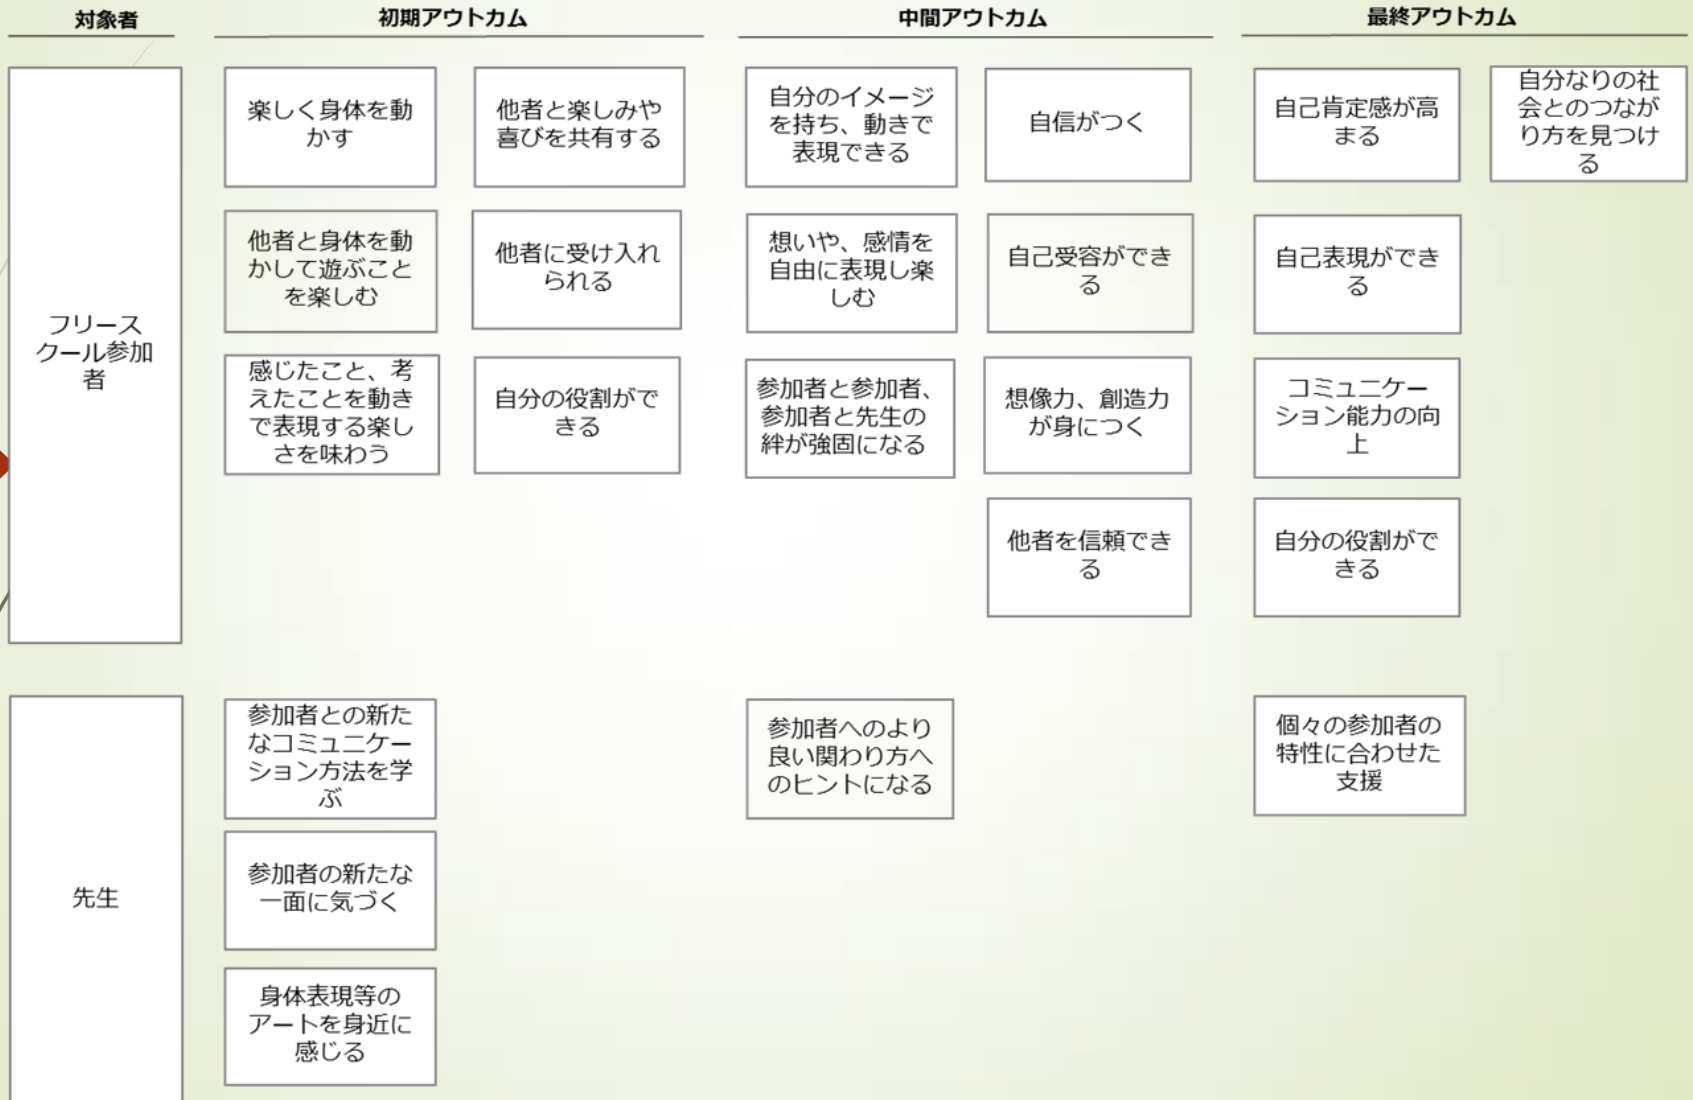 対象者
初期アウトカム
中間アウトカム
最終アウトカム
フリース
クール参加
者
楽しく身体を動
かす
他者と楽しみや
喜びを共有する
自分のイメージ
を持ち、動きで
表現できる
自信がつく
自己肯定感が高
まる
自分なりの社
会とのつなが
り方を見つけ
る
他者と身体を動
かして遊ぶこと
を楽しむ
他者に受け入れ
られる
想いや、感情を
自由に表現し楽
しむ
自己受容ができ
る
自己表現ができ
る
感じたこと、考
えたことを動き
で表現する楽し
さを味わう
自分の役割がで
きる
参加者と参加者、
参加者と先生の
絆が強固になる
想像力、創造力
が身につく
コミュニケー
ション能力の向
上
他者を信頼でき
る
自分の役割がで
きる
先生
参加者との新た
なコミュニケー
ション方法を学
ぶ
参加者へのより
良い関わり方へ
のヒントになる
個々の参加者の
特性に合わせた
支援
参加者の新たな
一面に気づく
身体表現等の
アートを身近に
感じる